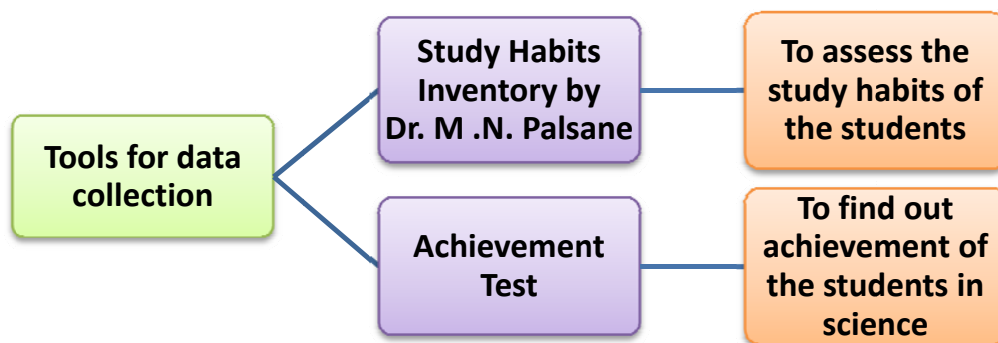 Tools for data
collection
Study Habits
Inventory by
Dr. M .N. Palsane
To assess the
study habits of
the students
Achievement
Test
To find out
achievement of
the students in
science